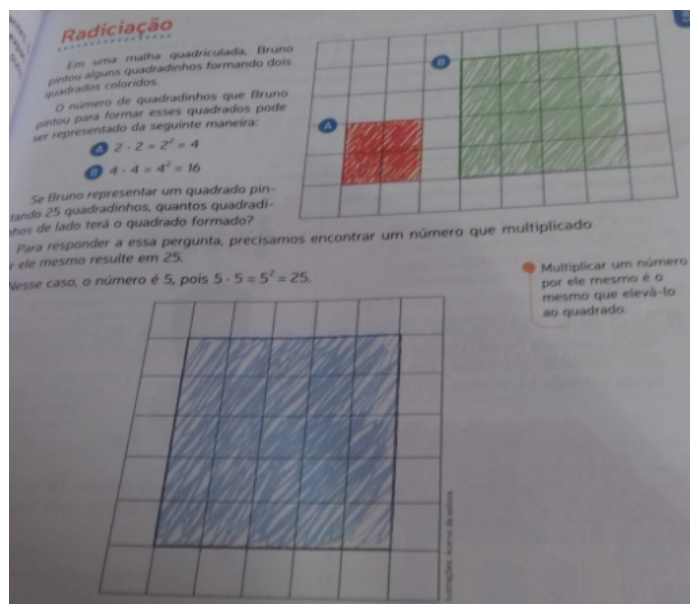 Radiciação
Em uma malha quadriculada, Bruno
pintou alguns quadradinhos formando dois
quadrados coloridos.
O número de quadradinhos que Bruno
pintou para formar esses quadrados pode
ser representado da seguinte maneira:
A 2 · 2 = 2² = 4
B 4 · 4 = 4² = 16
Se Bruno representar um quadrado pin-
tando 25 quadradinhos, quantos quadradi-
nhos de lado terá o quadrado formado?
A
B
Para responder a essa pergunta, precisamos encontrar um número que multiplicado
r ele mesmo resulte em 25.
Nesse caso, o número é 5, pois 5 · 5 = 5² = 25.
Multiplicar um número
por ele mesmo é o
mesmo que elevá-lo
ao quadrado.
Ilustrações: Acervo da editora